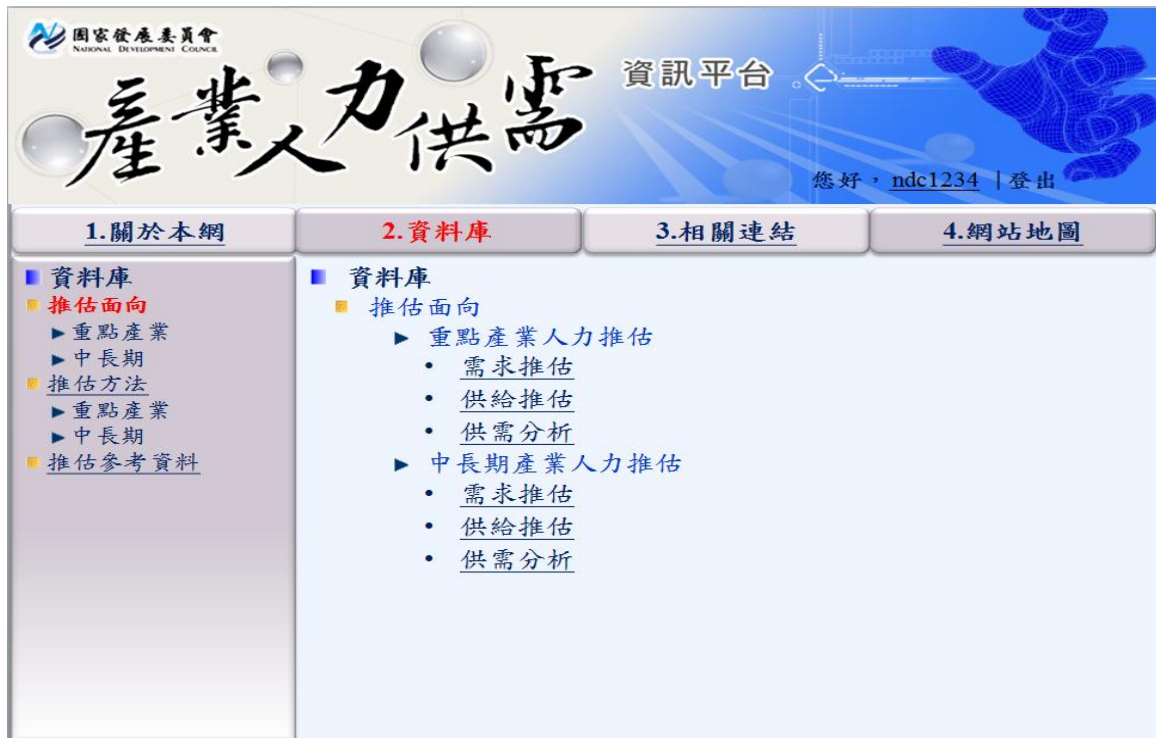 國家發展委員會
NATIONAL DEVELOPMENT COUNCIL
產業人力供需 資訊平台
您好，ndc1234 | 登出
1.關於本網 2.資料庫 3.相關連結 4.網站地圖
資料庫
推估面向
重點產業
中長期
推估方法
重點產業
中長期
推估參考資料
資料庫
推估面向
重點產業人力推估
需求推估
供給推估
供需分析
中長期產業人力推估
需求推估
供給推估
供需分析